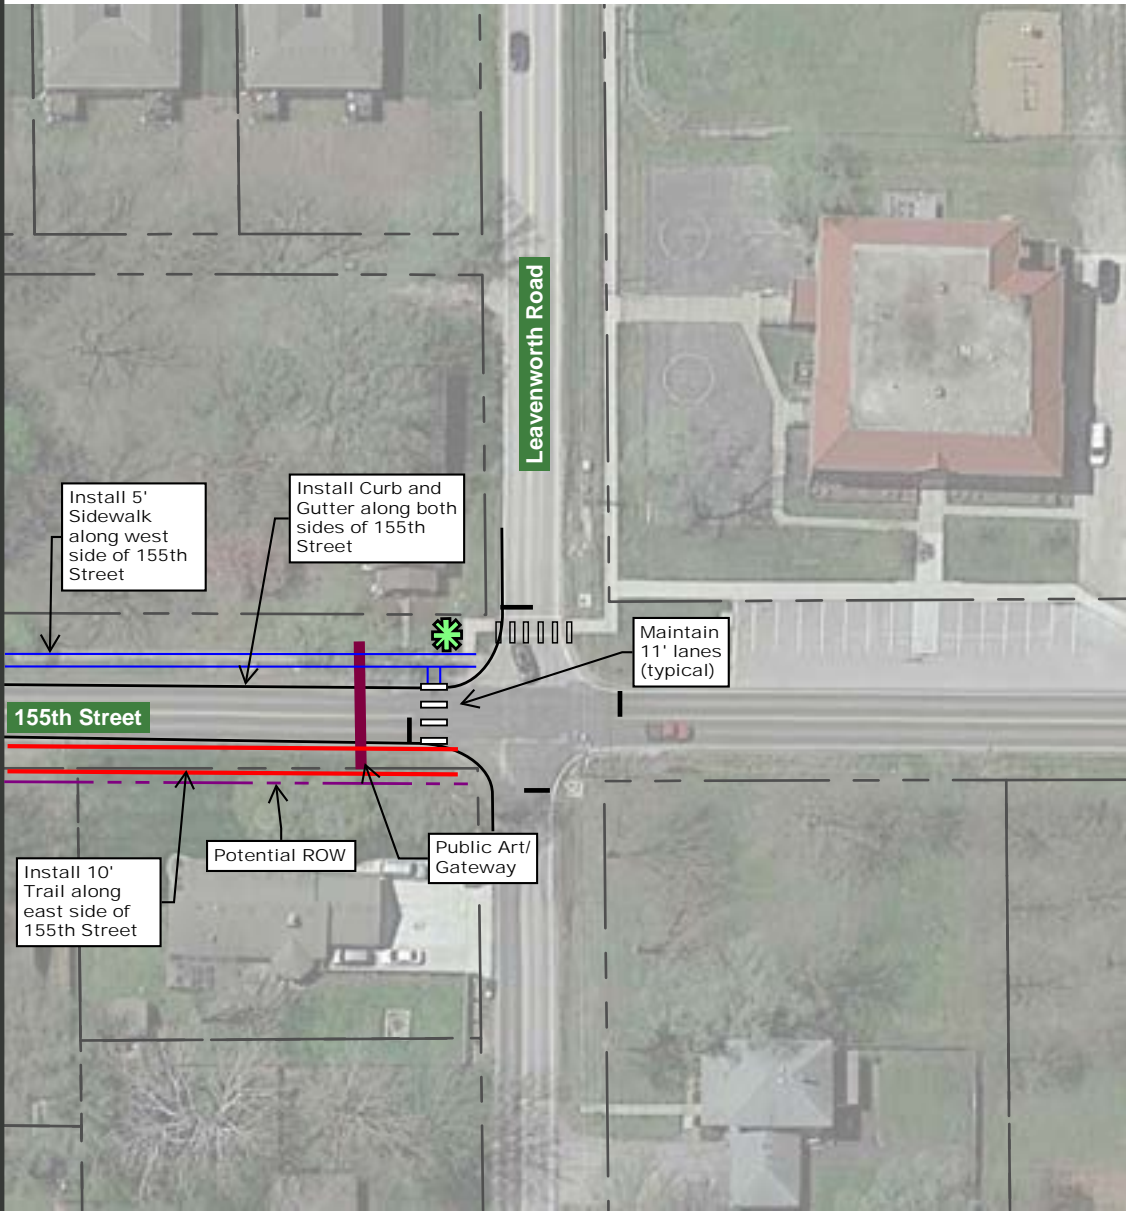 Leavenworth Road
Install 5'
Sidewalk
along west
side of 155th
Street
Install Curb and
Gutter along both
sides of 155th
Street
Maintain
11' lanes
(typical)
155th Street
Potential ROW
Public Art/
Gateway
Install 10'
Trail along
east side of
155th Street